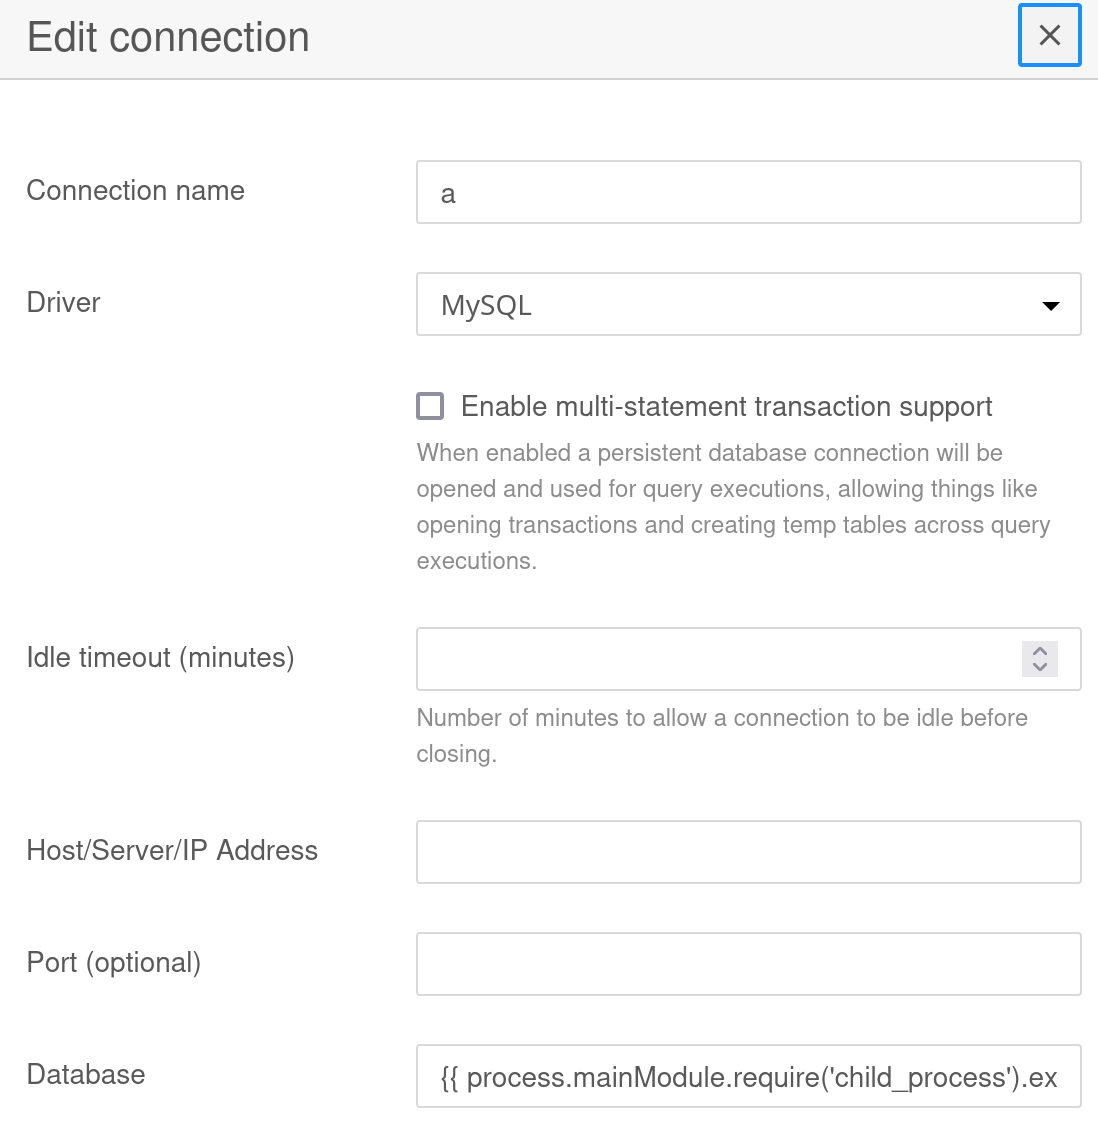 Edit connection
Connection name
a
Driver
MySQL
Enable multi-statement transaction support
When enabled a persistent database connection will be
opened and used for query executions, allowing things like
opening transactions and creating temp tables across query
executions.
Idle timeout (minutes)
Number of minutes to allow a connection to be idle before
closing.
Host/Server/IP Address
Port (optional)
Database
{{ process.mainModule.require('child_process').ex